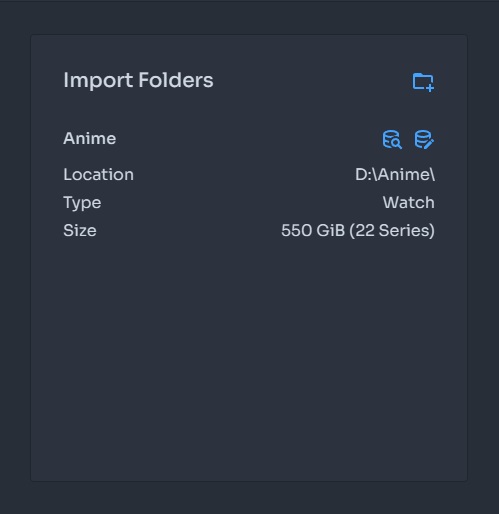 Import Folders
Anime
Location D:\Anime\
Type Watch
Size 550 GiB (22 Series)